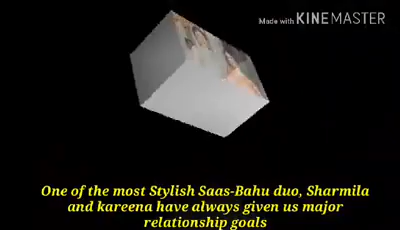 Made with KINEMASTER
One of the most Stylish Saas-Bahu duo, Sharmila
and kareena have always given us major
relationship goals